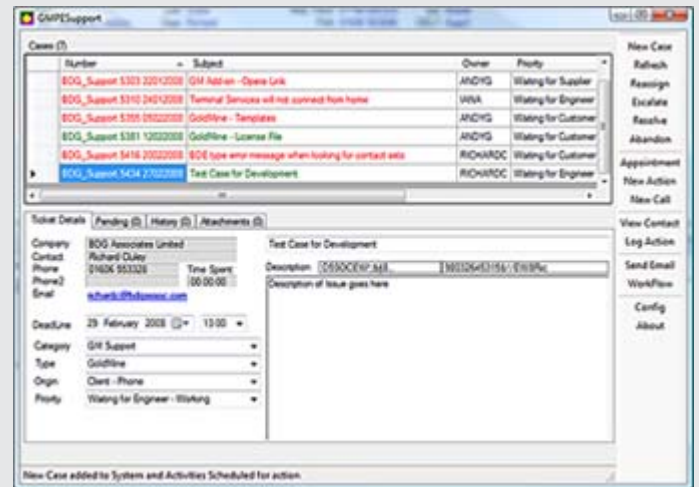 GMPESupport
Cases (7)
Number Subject Owner Priority
BDG_Support 5303 22012008 GM Add-on - Opera Link ANDYG Waiting for Supplier
BDG_Support 5310 24012008 Terminal Services will not connect from home IANA Waiting for Engineer
BDG_Support 5355 05022008 GoldMine - Templates ANDYG Waiting for Customer
BDG_Support 5381 12022008 GoldMine - License File ANDYG Waiting for Customer
BDG_Support 5416 20022008 BDE type error message when looking for contact sets RICHARDC Waiting for Customer
BDG_Support 5434 27022008 Test Case for Development RICHARDC Waiting for Engineer
New Case
Refresh
Reassign
Escalate
Resolve
Abandon
Appointment
New Action
New Call
View Contact
Log Action
Send Email
WorkFlow
Config
About
Ticket Details Pending (0) History (0) Attachments (0)
Company BDG Associates Limited
Contact Richard Cluley
Phone 01606 553328 Time Spent
Phone2 00:00:00
Email
DeadLine 29 February 2008 13:00
Category GM Support
Type GoldMine
Origin Client - Phone
Priority Waiting for Engineer - Working
Test Case for Development
Description
Description of Issue goes here
New Case added to System and Activities Scheduled for action